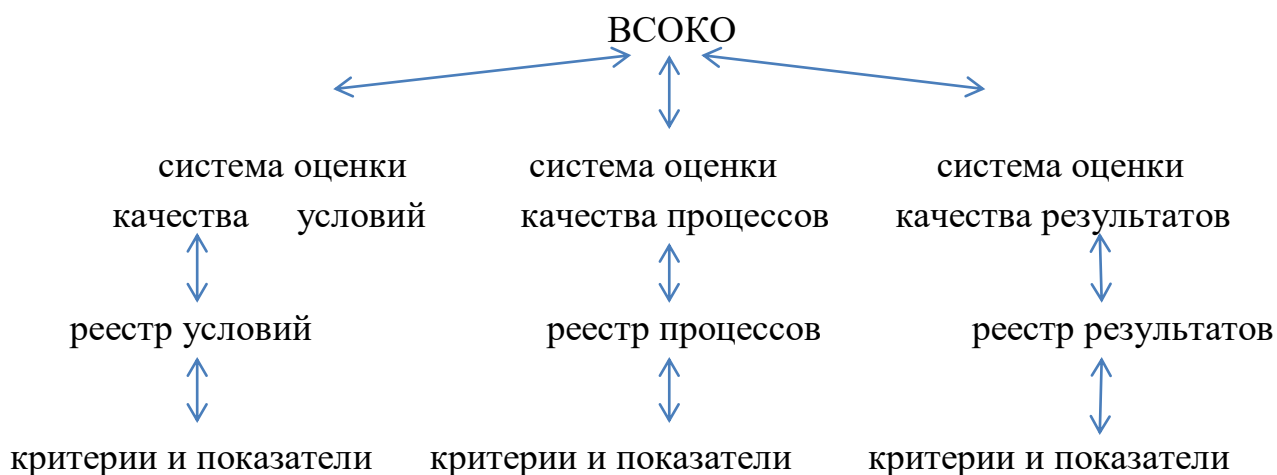 ВСОКО
система оценки система оценки система оценки
качества условий качества процессов качества результатов
реестр условий реестр процессов реестр результатов
критерии и показатели критерии и показатели критерии и показатели